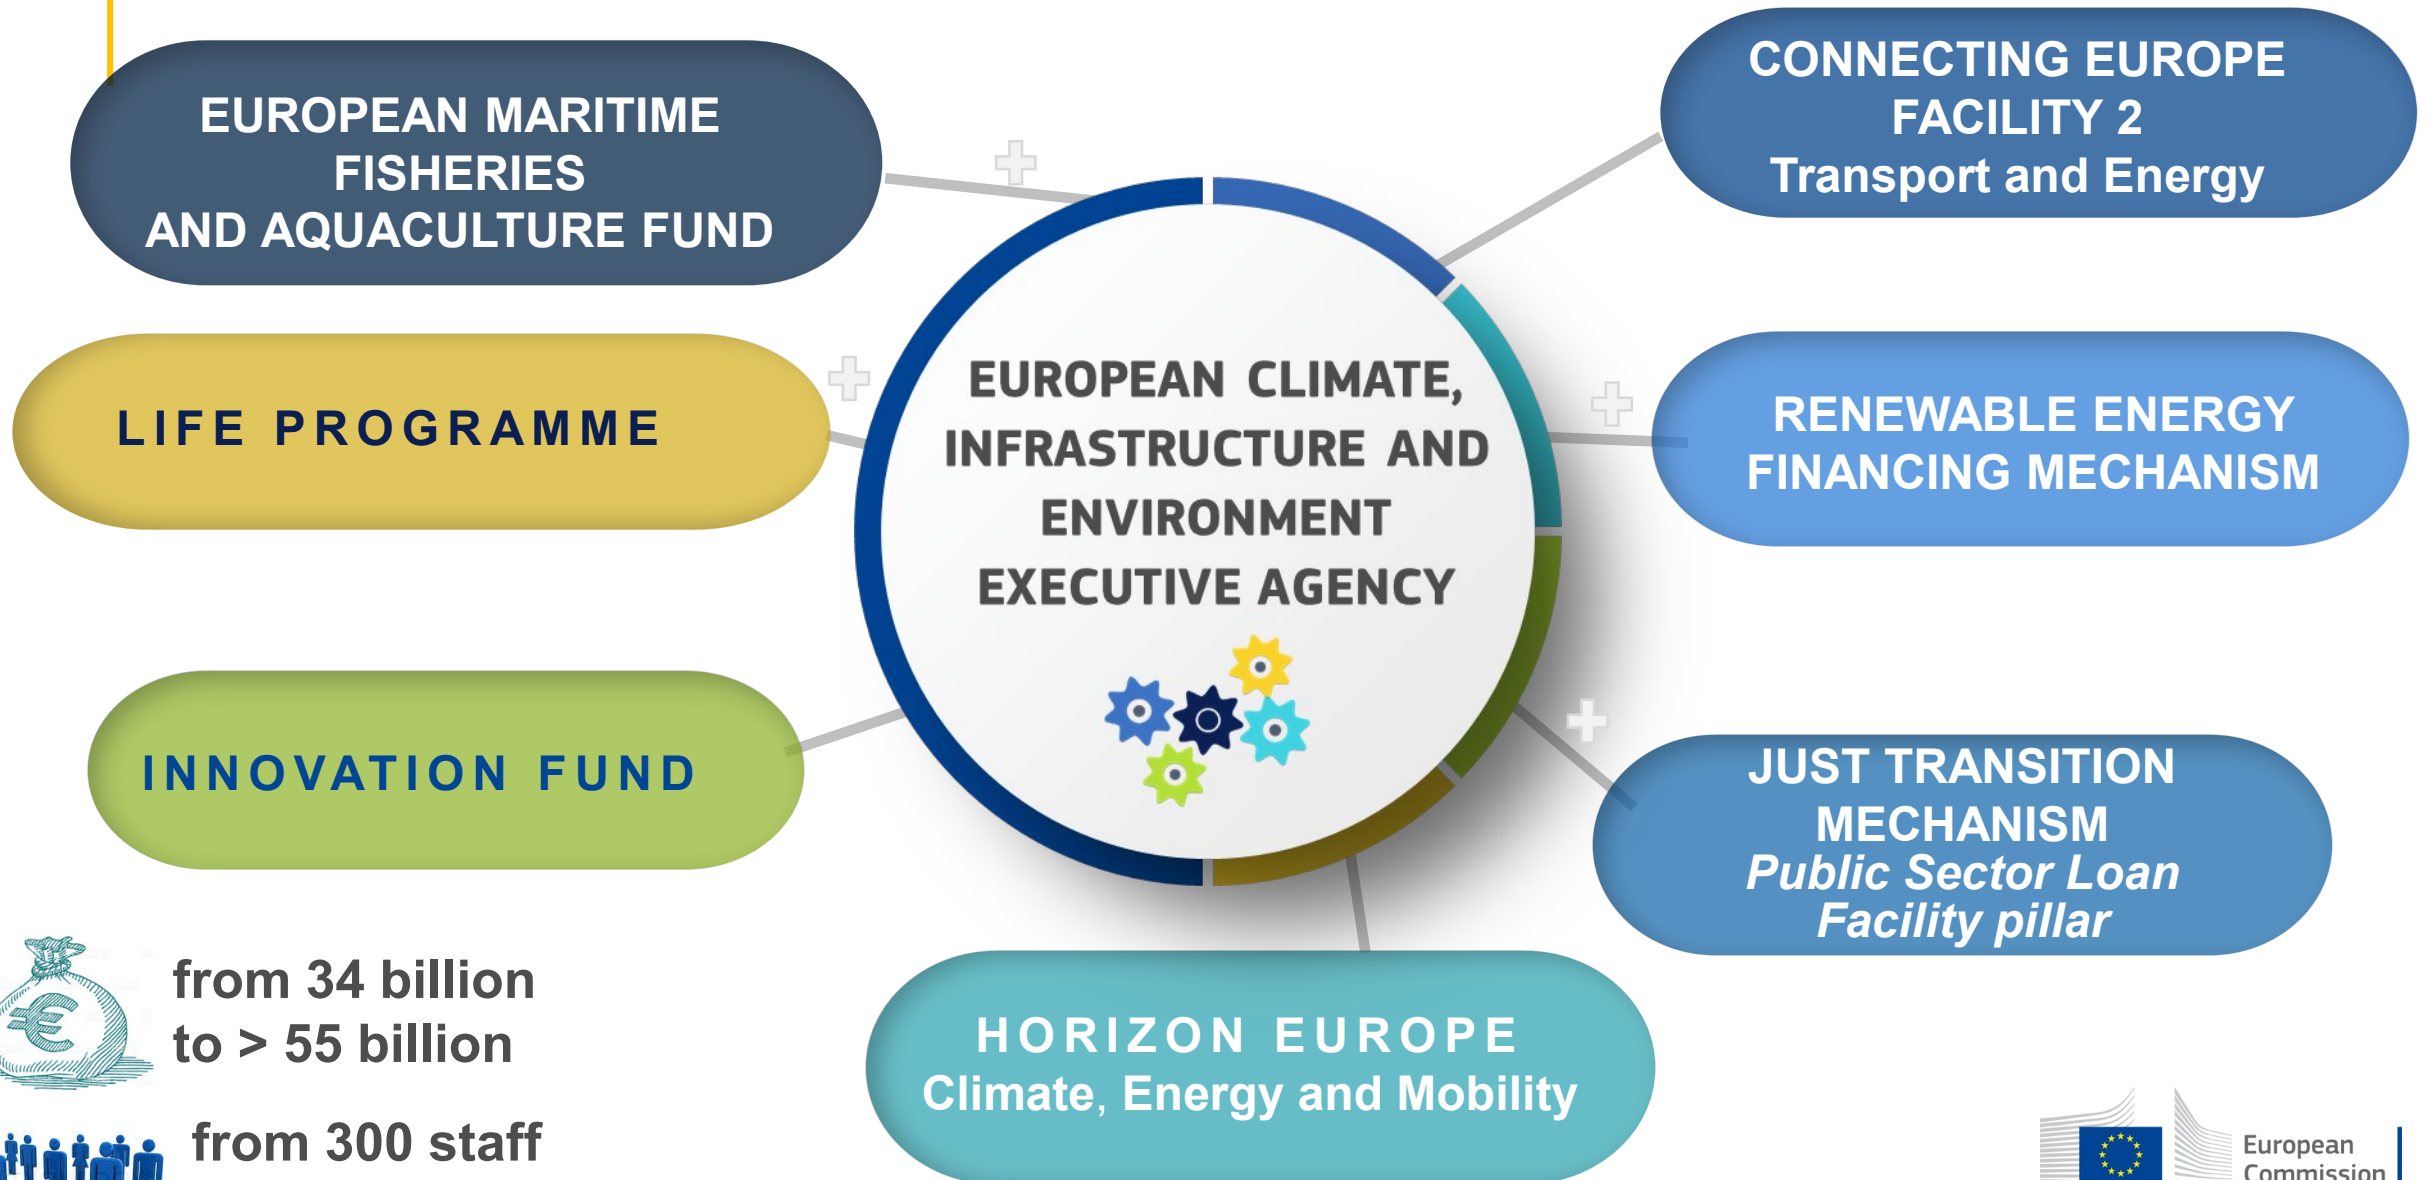 EUROPEAN MARITIME
FISHERIES
AND AQUACULTURE FUND
CONNECTING EUROPE
FACILITY 2
Transport and Energy
LIFE PROGRAMME
EUROPEAN CLIMATE,
INFRASTRUCTURE AND
ENVIRONMENT
EXECUTIVE AGENCY
RENEWABLE ENERGY
FINANCING MECHANISM
INNOVATION FUND
JUST TRANSITION
MECHANISM
Public Sector Loan
Facility pillar
HORIZON EUROPE
Climate, Energy and Mobility
€
from 34 billion
to > 55 billion
from 300 staff
European
Commission